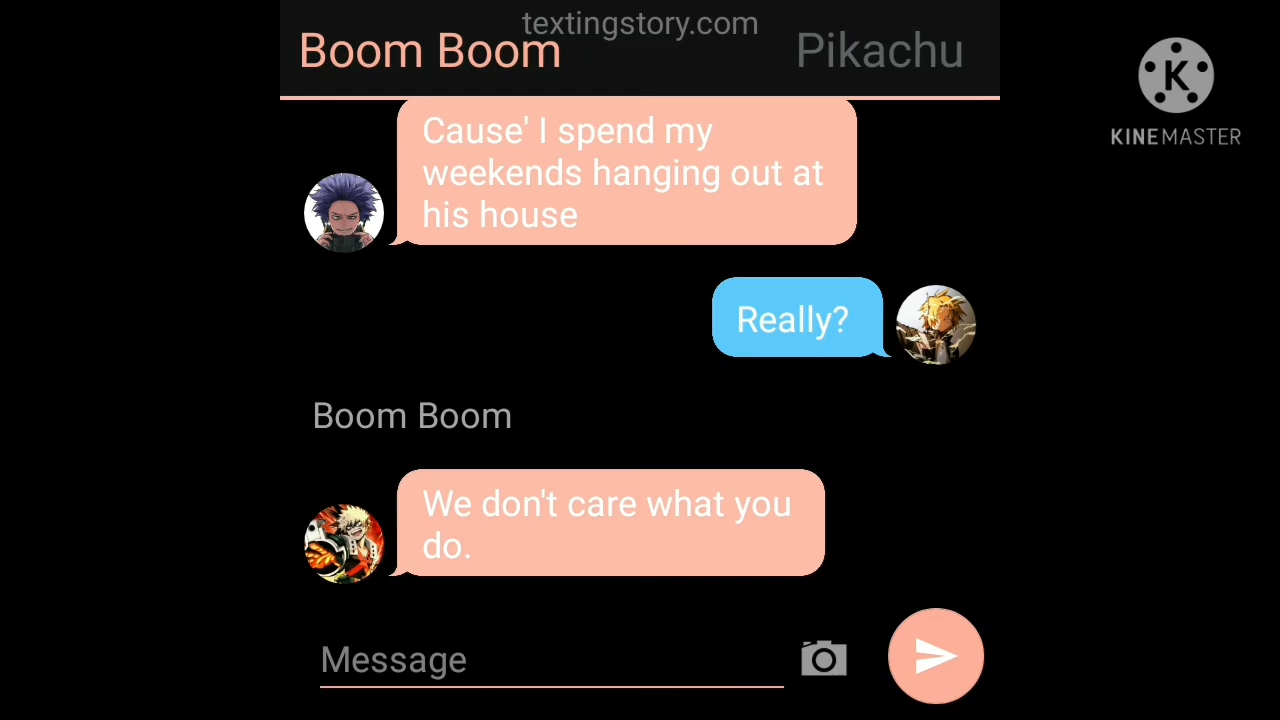 textingstory.com
Boom Boom
Pikachu
K
KINEMASTER
Cause' I spend my
weekends hanging out at
his house
Really?
Boom Boom
We don't care what you
do.
Message